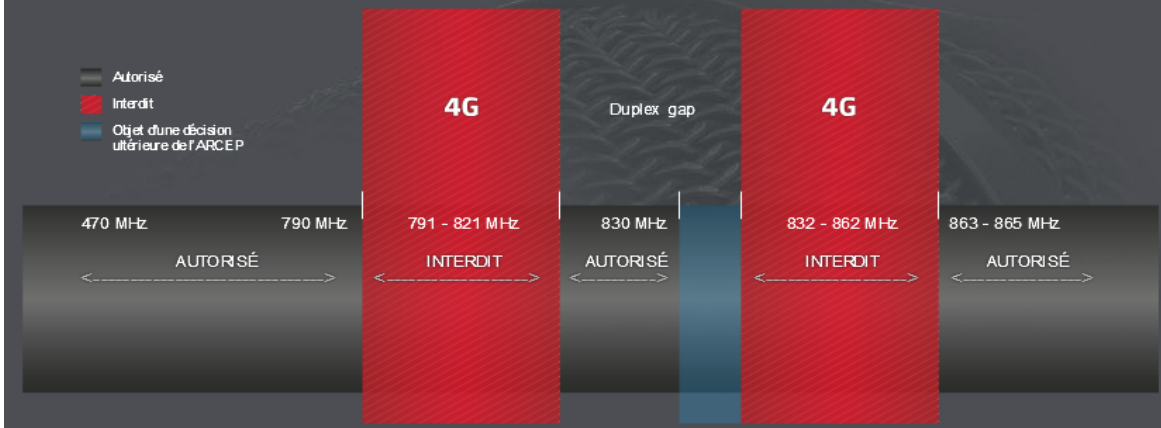 Autorisé
Interdit
Objet d'une décision
ultérieure de l'ARCEP
4G
Duplex gap
4G
470 MHz
790 MHz
791 - 821 MHz
830 MHz
832 - 862 MHz
863 - 865 MHz
AUTORISÉ
INTERDIT
AUTORISÉ
INTERDIT
AUTORISÉ